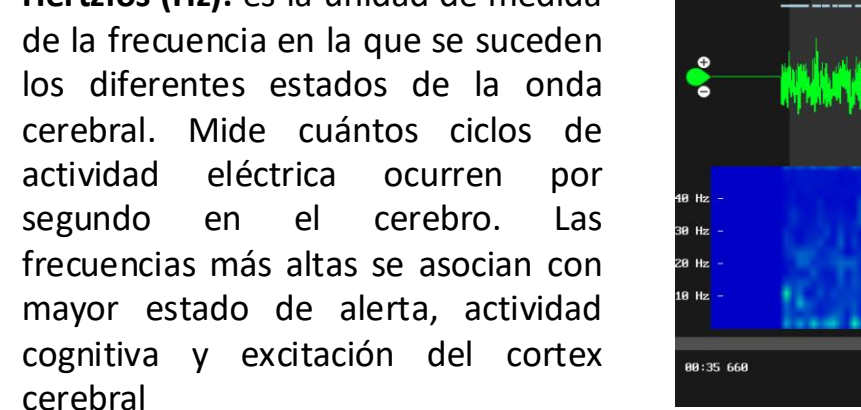 Hertzios (Hz): es la unidad de medida
de la frecuencia en la que se suceden
los diferentes estados de la onda
cerebral. Mide cuántos ciclos de
actividad eléctrica ocurren por
segundo en el cerebro. Las
frecuencias más altas se asocian con
mayor estado de alerta, actividad
cognitiva y excitación del cortex
cerebral
40 Hz -
30 Hz -
20 Hz -
10 Hz -
00:35 660